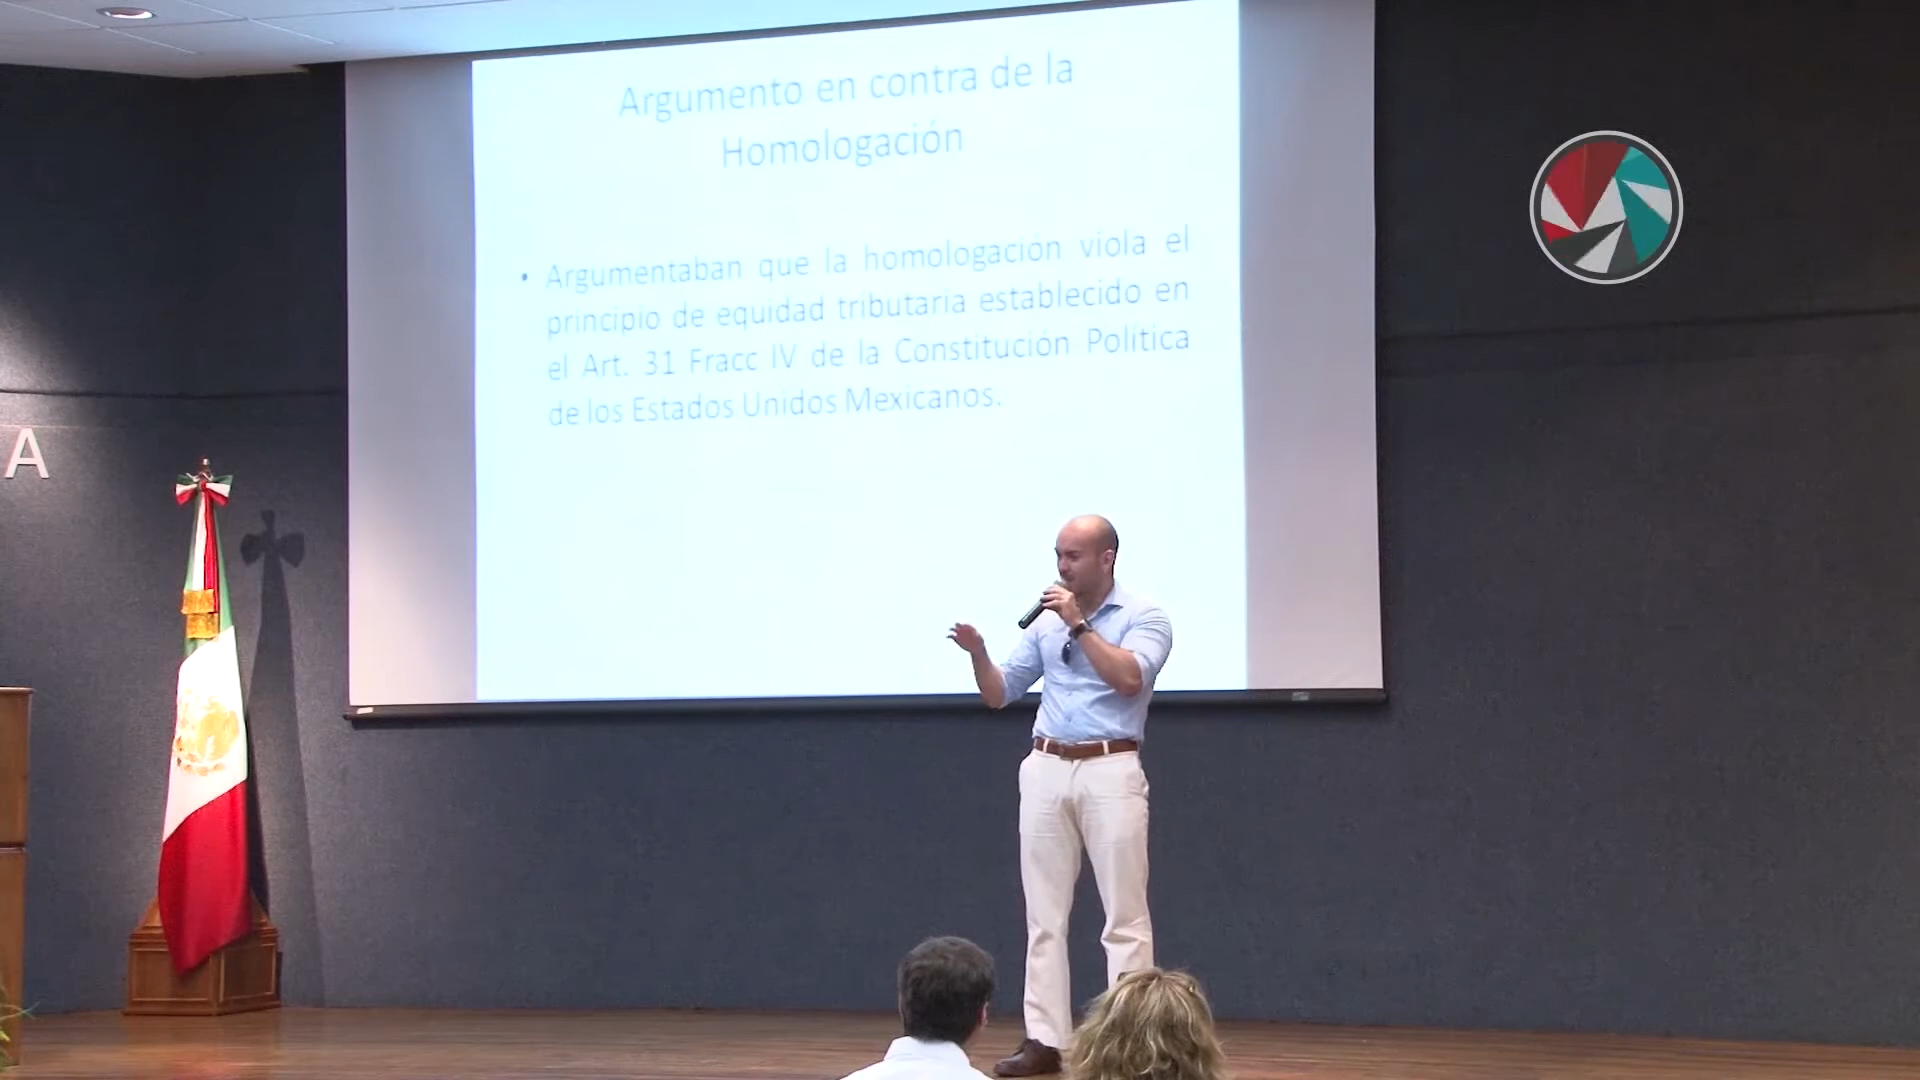 Argumento en contra de la
Homologación
• Argumentaban que la homologación viola el
principio de equidad tributaria establecido en
el Art. 31 Fracc IV de la Constitución Política
de los Estados Unidos Mexicanos.
A